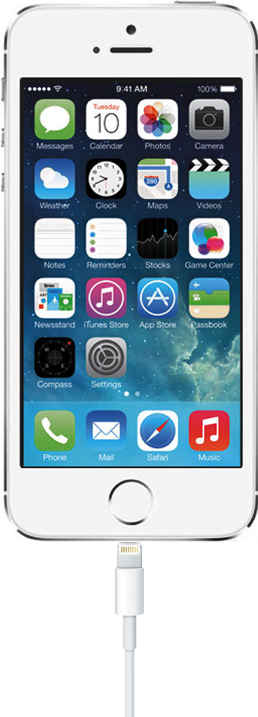 9:41 AM 100%
Tuesday
10
Messages Calendar Photos Camera
280
Weather Clock Maps Videos
Notes Reminders Stocks Game Center
Newsstand iTunes Store App Store Passbook
Compass Settings
Phone Mail Safari Music